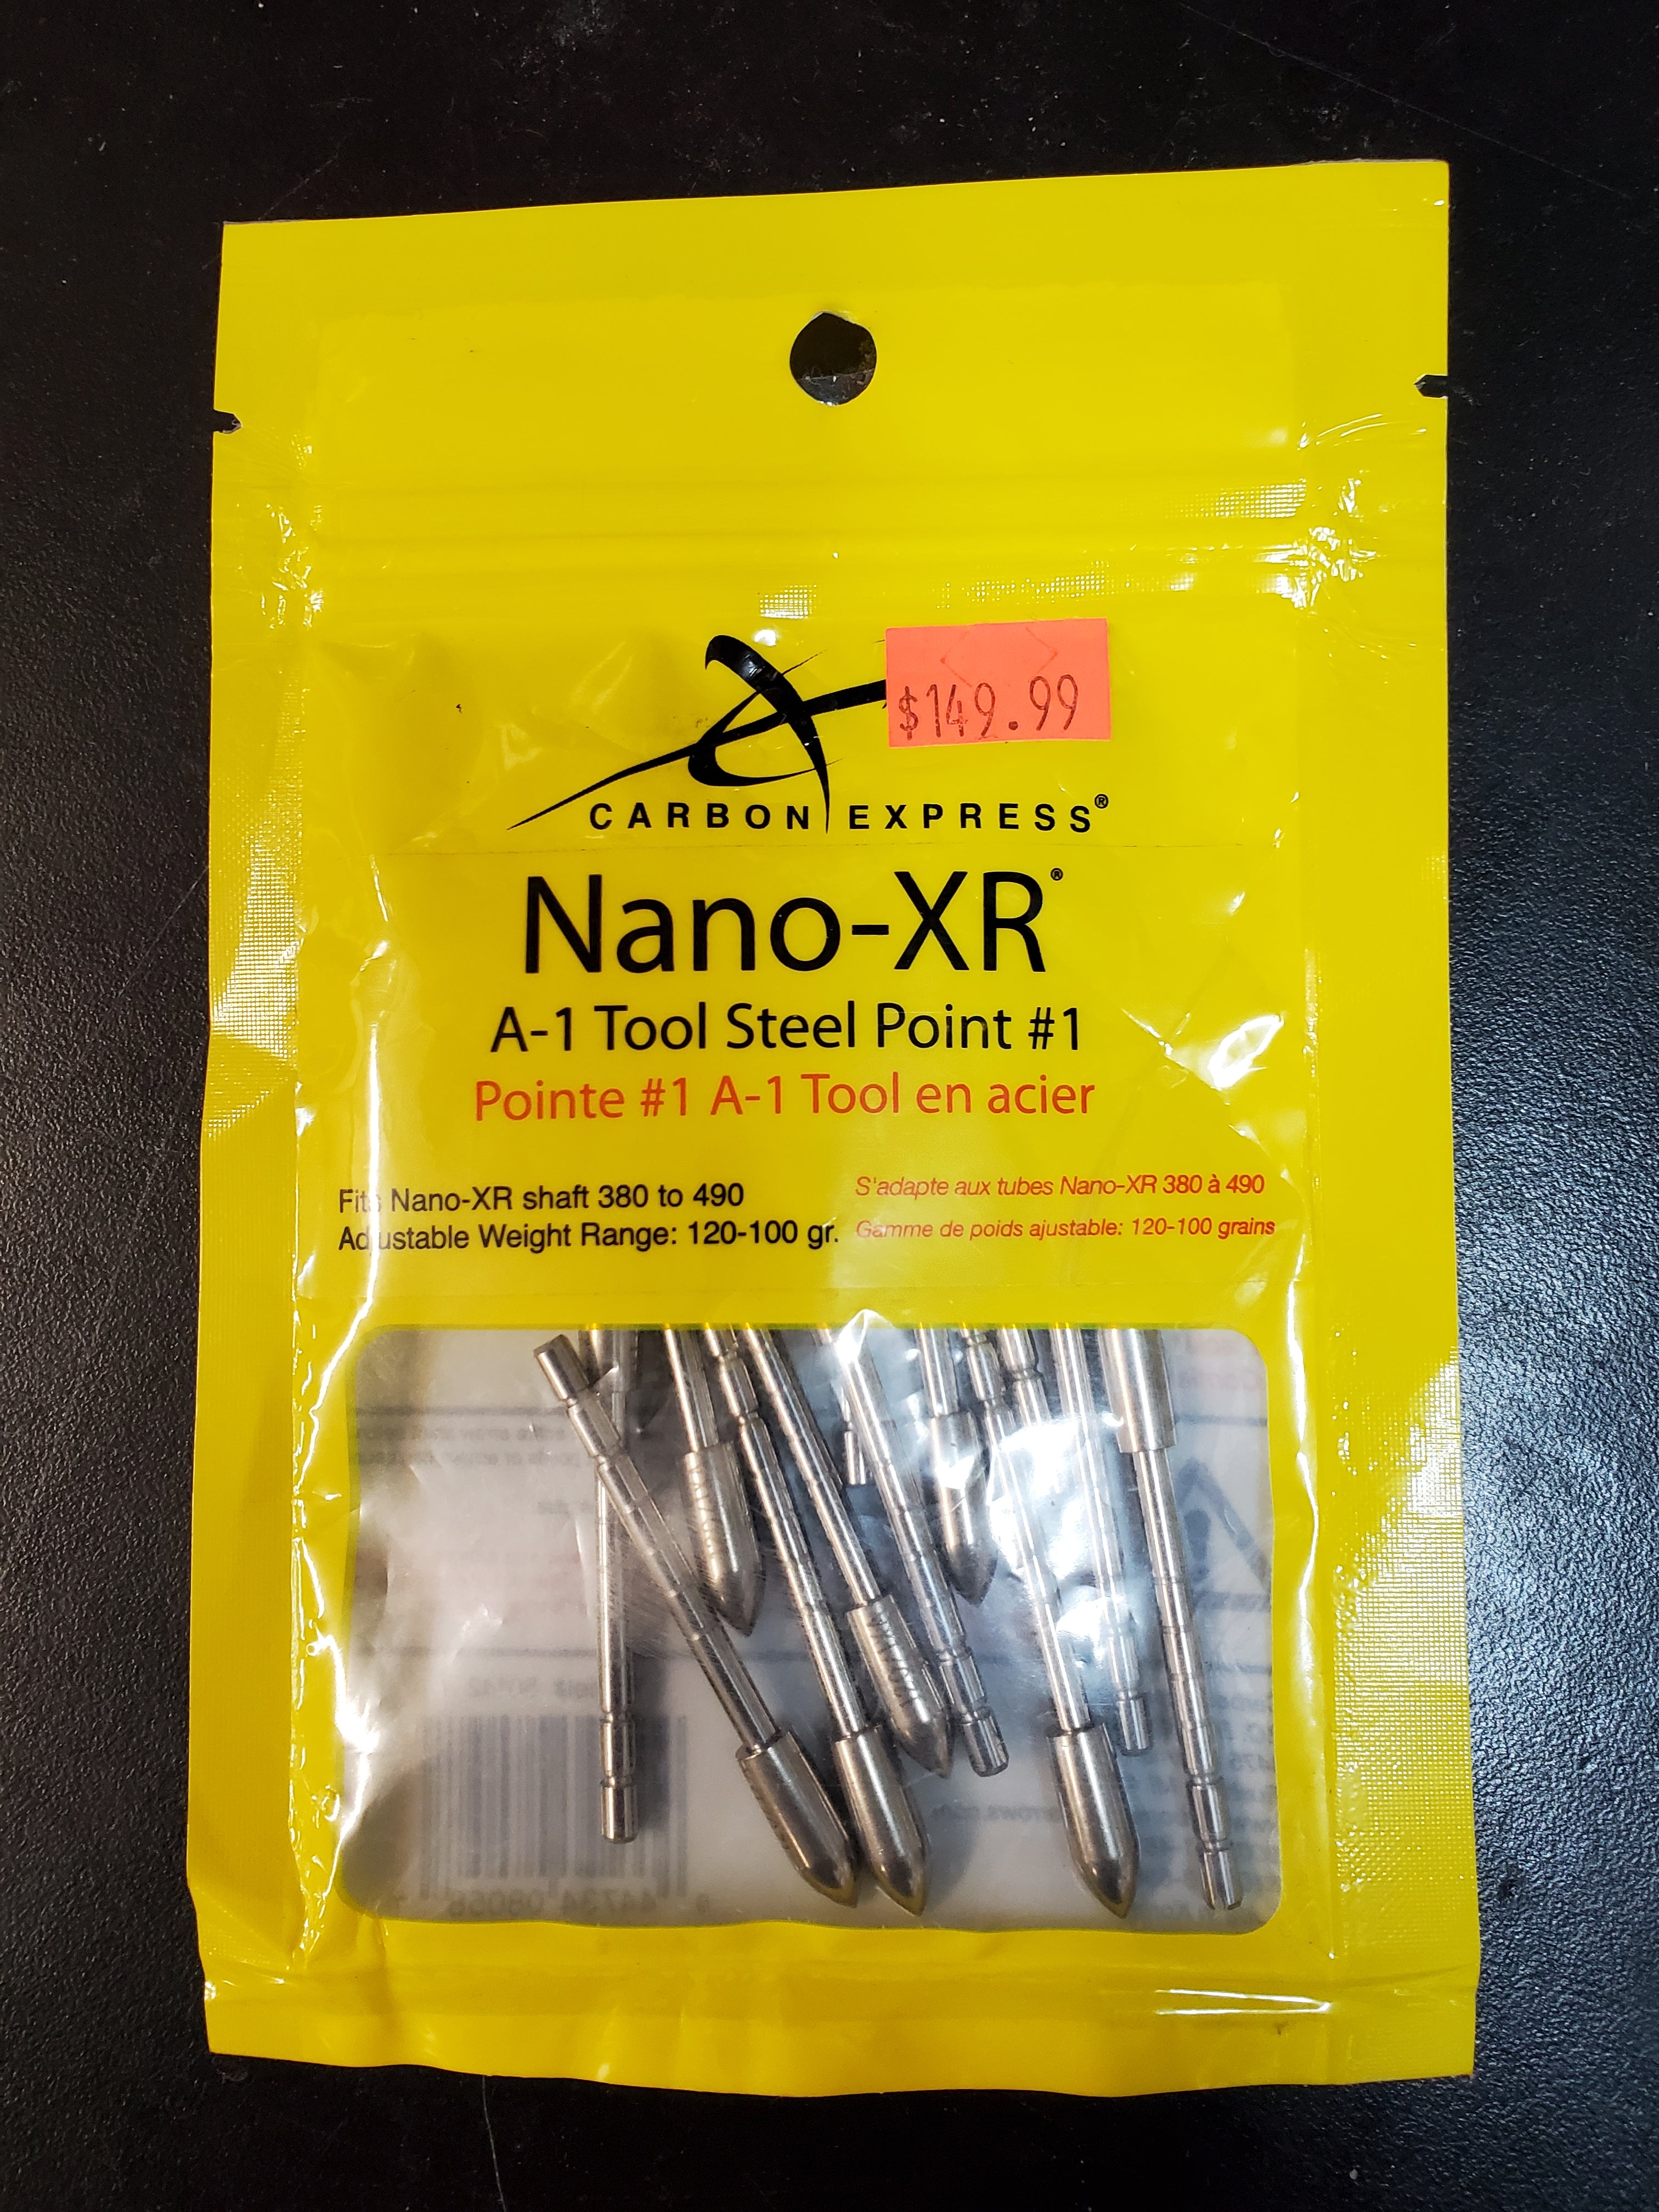 $149.99
CARBON EXPRESS®
Nano-XR®
A-1 Tool Steel Point #1
Pointe #1 A-1 Tool en acier
Fits Nano-XR shaft 380 to 490
Adjustable Weight Range: 120-100 gr.
S'adapte aux tubes Nano-XR 380 à 490
Gamme de poids ajustable: 120-100 grains